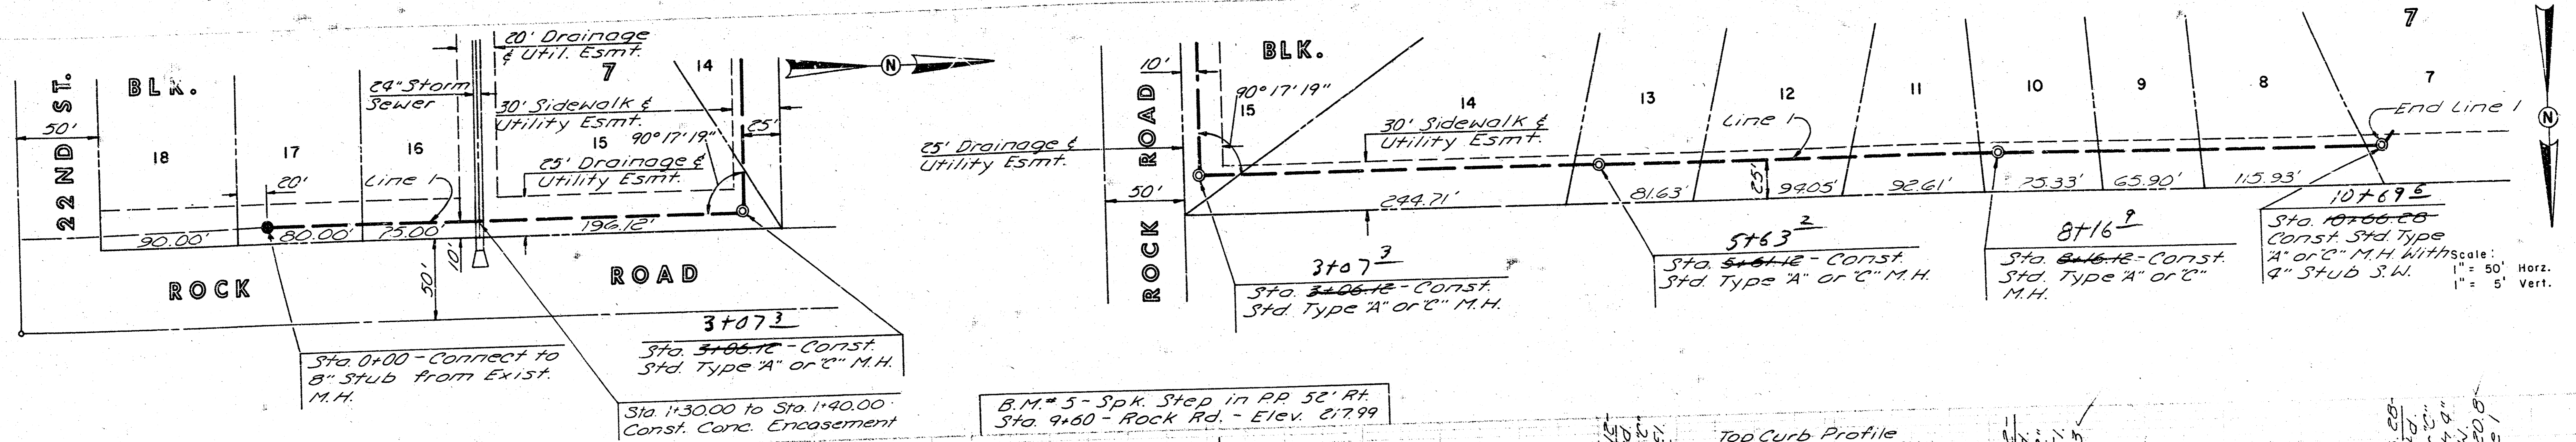 22ND ST.
50'
BLK.
18
17
16
20'
Line 1
90.00'
80.00'
75.00'
196.12'
24" Storm
Sewer
20' Drainage
& Util. Esmt.
7
14
30' Sidewalk &
Utility Esmt.
15
90°17'19"
25'
25' Drainage &
Utility Esmt.
N
10'
50'
ROCK ROAD
Sta. 0+00 - Connect to
8" Stub from Exist.
M.H.
Sta. 1+30.00 to Sta. 1+40.00
Const. Conc. Encasement
3+07 3
Sta. 3+06.12 - Const.
Std. Type "A" or "C" M.H.
B.M.# 5 - Spk. Step in P.P. 52' Rt.
Sta. 9+60 - Rock Rd. - Elev. 217.99
10'
BLK.
90°17'19"
15
ROCK ROAD
50'
25' Drainage &
Utility Esmt.
14
30' Sidewalk &
Utility Esmt.
13
12
11
10
9
8
7
7
Line 1
End Line 1
N
244.71'
81.63'
25'
94.05'
92.61'
75.33'
65.90'
115.93'
3+07 3
Sta. 3+06.12 - Const.
Std. Type "A" or "C" M.H.
5+63 2
Sta. 5+61.12 - Const.
Std. Type "A" or "C" M.H.
8+16 9
Sta. 8+16.12 - Const.
Std. Type "A" or "C"
M.H.
10+69 6
Sta. 10+66.28
Const. Std. Type
"A" or "C" M.H. With
4" Stub S.W.
Scale:
1" = 50' Horz.
1" = 5' Vert.
Top Curb Profile